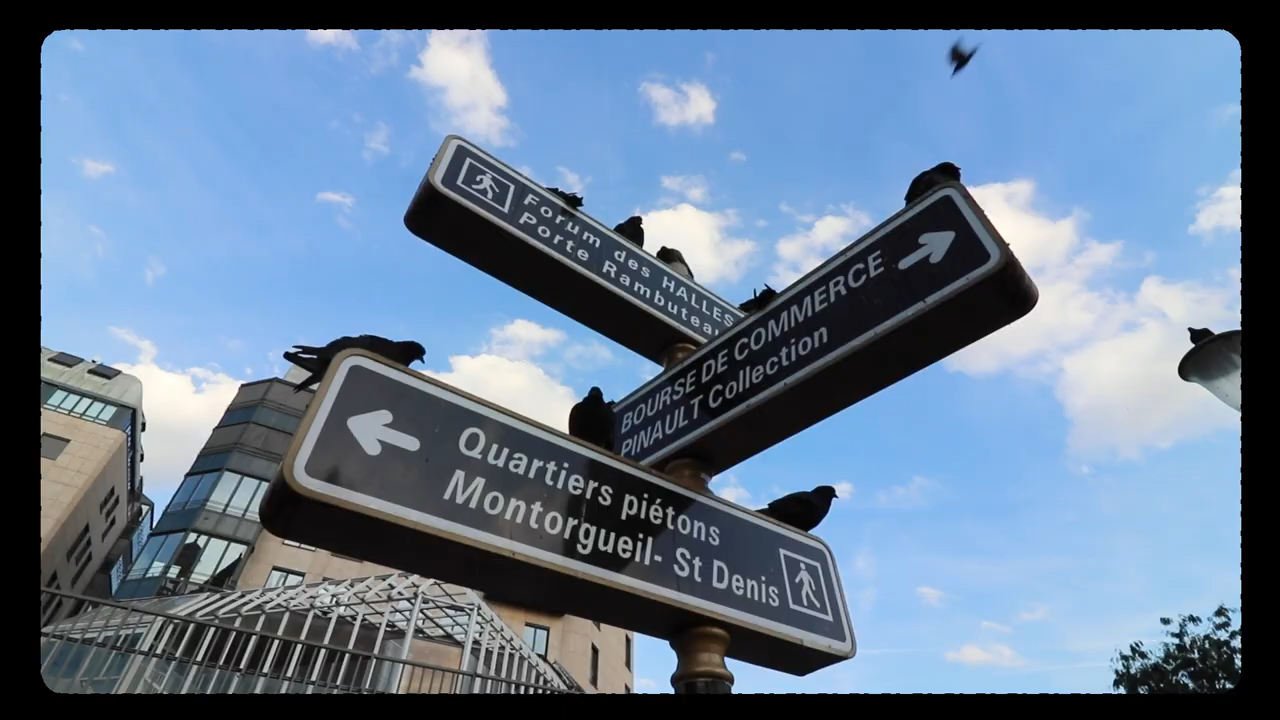 Forum des HALLES
Porte Rambuteau
BOURSE DE COMMERCE
PINAULT Collection
Quartiers piétons
Montorgueil- St Denis